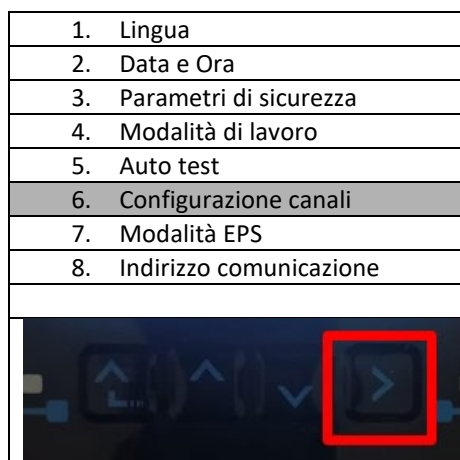 1. Lingua
2. Data e Ora
3. Parametri di sicurezza
4. Modalità di lavoro
5. Auto test
6. Configurazione canali
7. Modalità EPS
8. Indirizzo comunicazione